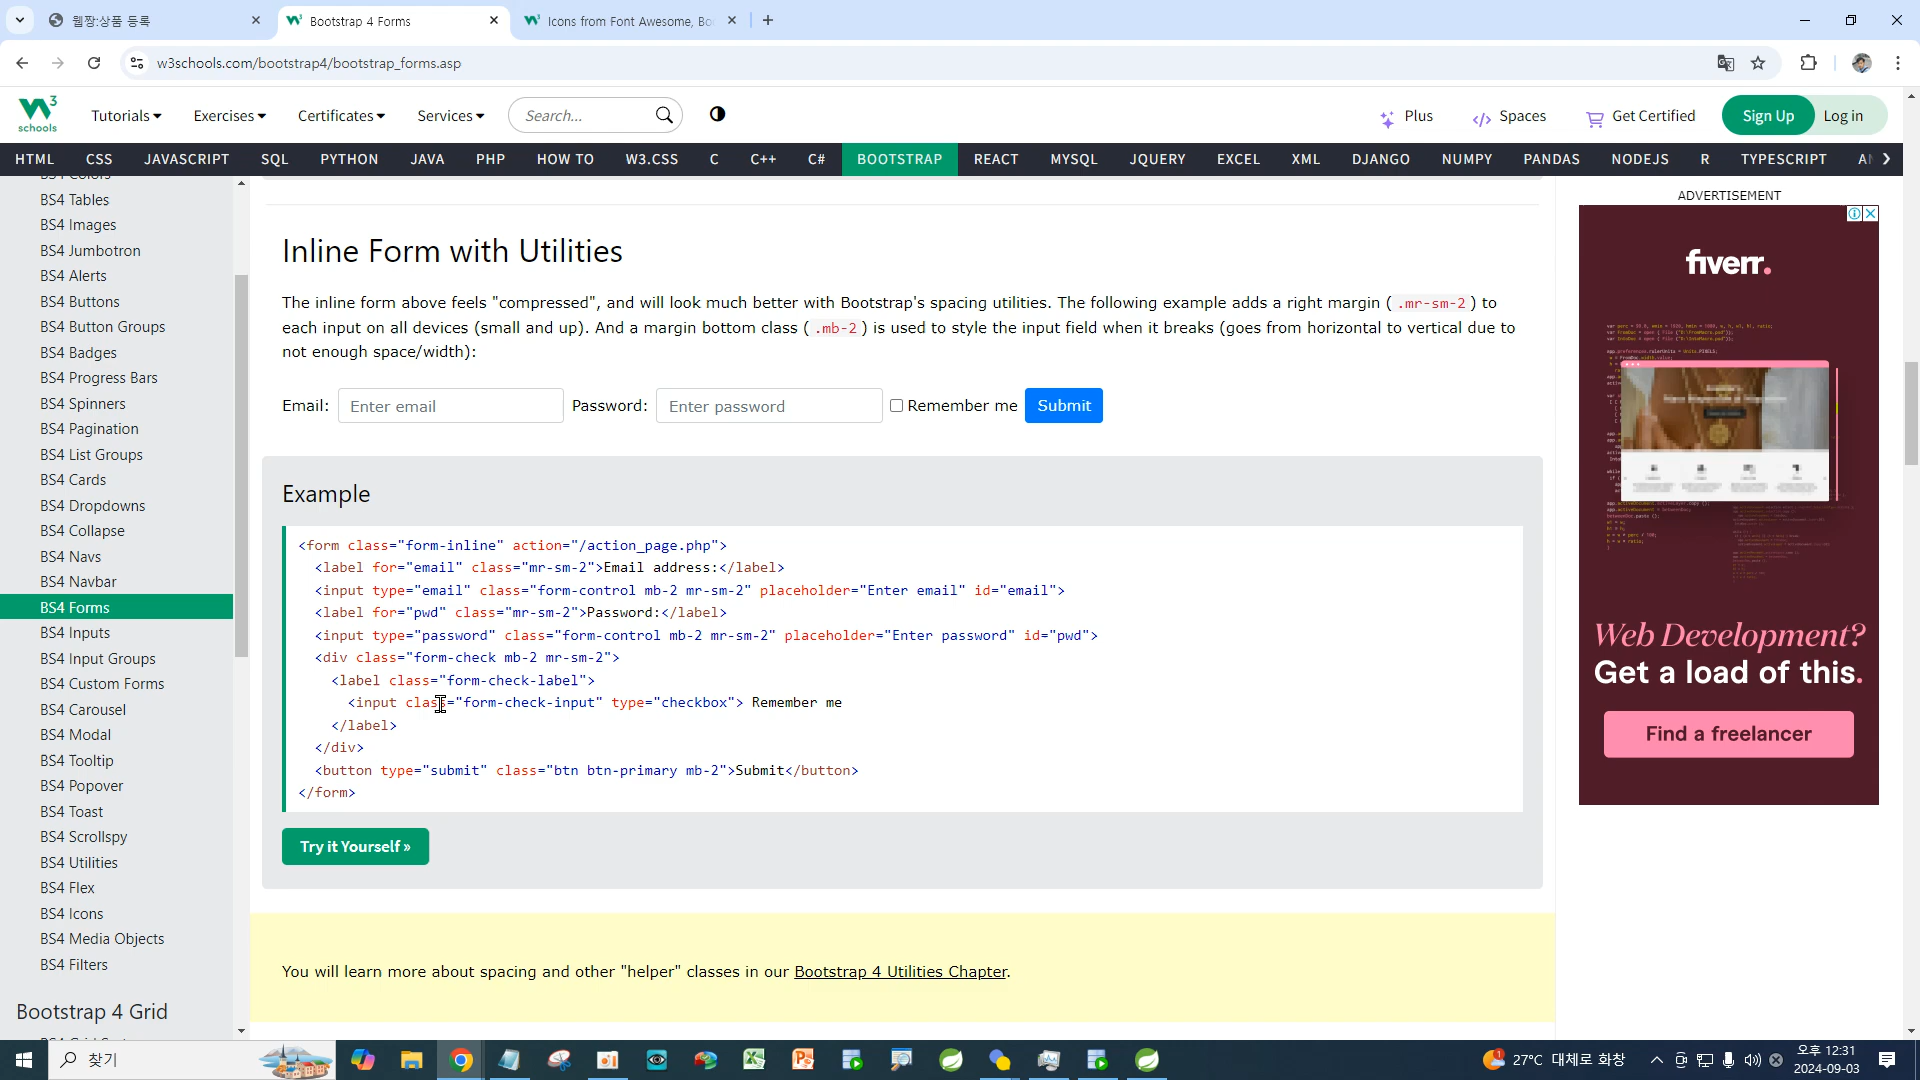 웹짱:상품 등록
Bootstrap 4 Forms
Icons from Font Awesome, Bo
w3schools.com/bootstrap4/bootstrap_forms.asp
schools
Tutorials
Exercises
Certificates
Services
Search...
Plus
Spaces
Get Certified
Sign Up
Log in
HTML CSS JAVASCRIPT SQL PYTHON JAVA PHP HOW TO W3.CSS C C++ C# BOOTSTRAP REACT MYSQL JQUERY EXCEL XML DJANGO NUMPY PANDAS NODEJS R TYPESCRIPT
BS4 Colors
BS4 Tables
BS4 Images
BS4 Jumbotron
BS4 Alerts
BS4 Buttons
BS4 Button Groups
BS4 Badges
BS4 Progress Bars
BS4 Spinners
BS4 Pagination
BS4 List Groups
BS4 Cards
BS4 Dropdowns
BS4 Collapse
BS4 Navs
BS4 Navbar
BS4 Forms
BS4 Inputs
BS4 Input Groups
BS4 Custom Forms
BS4 Carousel
BS4 Modal
BS4 Tooltip
BS4 Popover
BS4 Toast
BS4 Scrollspy
BS4 Utilities
BS4 Flex
BS4 Icons
BS4 Media Objects
BS4 Filters
Bootstrap 4 Grid
Inline Form with Utilities
The inline form above feels "compressed", and will look much better with Bootstrap's spacing utilities. The following example adds a right margin ( .mr-sm-2 ) to
each input on all devices (small and up). And a margin bottom class ( .mb-2 ) is used to style the input field when it breaks (goes from horizontal to vertical due to
not enough space/width):
Email: Enter email Password: Enter password Remember me Submit
Example
<form class="form-inline" action="/action_page.php">
<label for="email" class="mr-sm-2">Email address:</label>
<input type="email" class="form-control mb-2 mr-sm-2" placeholder="Enter email" id="email">
<label for="pwd" class="mr-sm-2">Password:</label>
<input type="password" class="form-control mb-2 mr-sm-2" placeholder="Enter password" id="pwd">
<div class="form-check mb-2 mr-sm-2">
<label class="form-check-label">
<input class="form-check-input" type="checkbox"> Remember me
</label>
</div>
<button type="submit" class="btn btn-primary mb-2">Submit</button>
</form>
Try it Yourself »
You will learn more about spacing and other "helper" classes in our Bootstrap 4 Utilities Chapter.
ADVERTISEMENT
fiverr.
Web Development?
Get a load of this.
Find a freelancer
찾기
27°C 대체로 화창
오후 12:31
2024-09-03